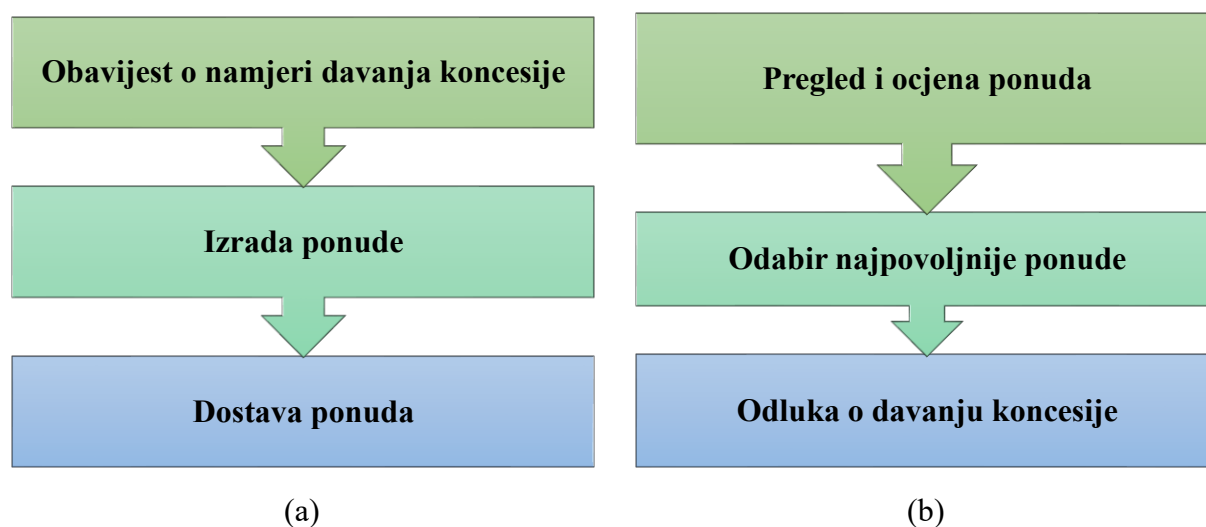 Obavijest o namjeri davanja koncesije
Izrada ponude
Dostava ponuda
(a)
Pregled i ocjena ponuda
Odabir najpovoljnije ponude
Odluka o davanju koncesije
(b)